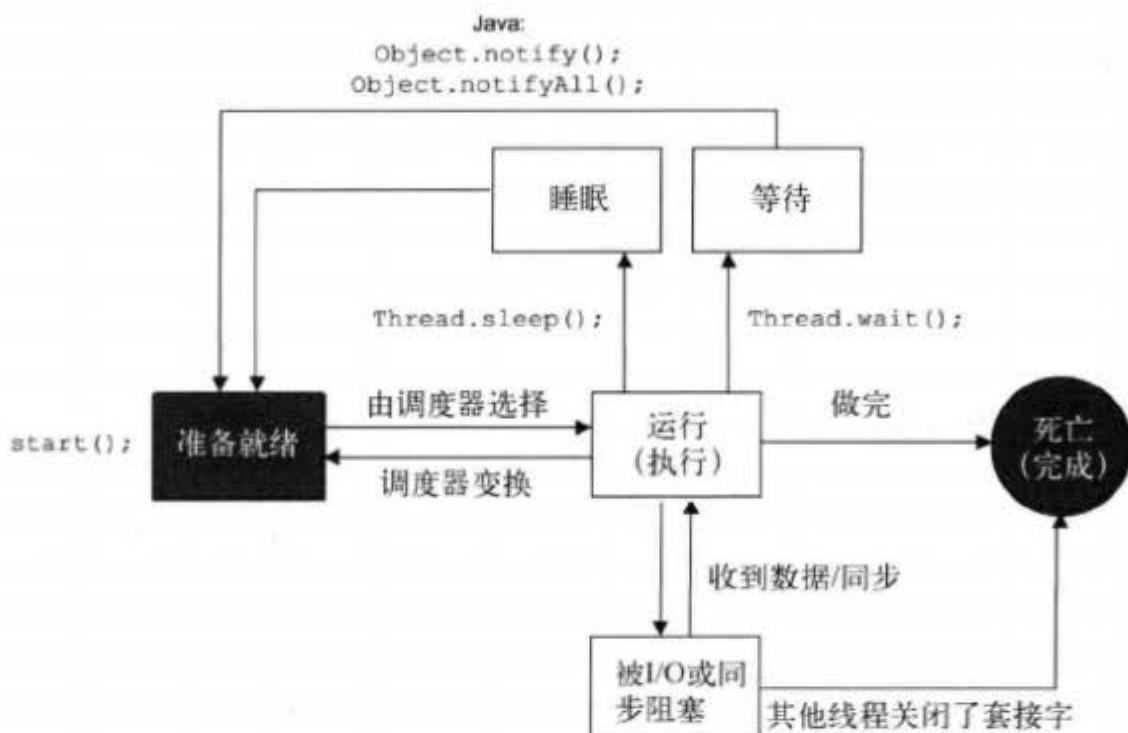 Java:
Object.notify();
Object.notifyAll();
睡眠
等待
Thread.sleep();
Thread.wait();
由调度器选择
做完
start();
准备就绪
运行
(执行)
死亡
(完成)
调度器变换
收到数据/同步
被I/O或同
步阻塞
其他线程关闭了套接字